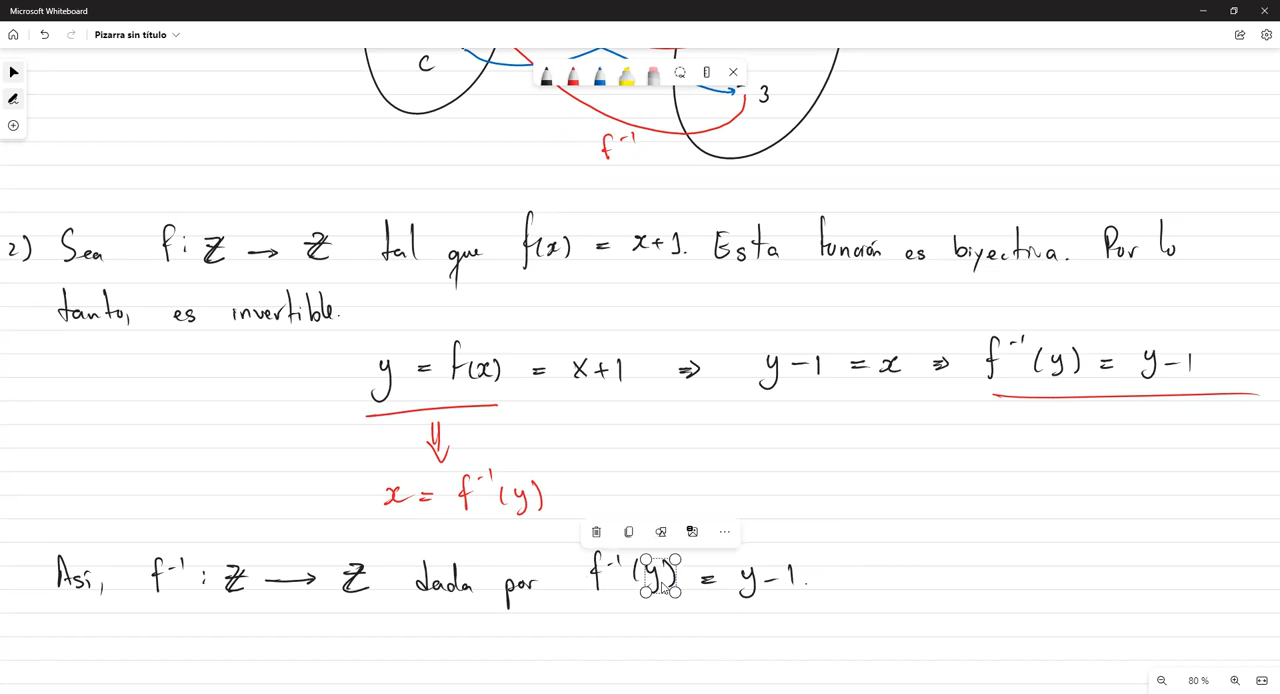 Microsoft Whiteboard
Pizarra sin título
C
3
f⁻¹
2) Sea f: ℤ → ℤ tal que f(x) = x+1. Esta función es biyectiva. Por lo
tanto, es invertible.
y = f(x) = x+1 ⇒ y-1 = x ⇒ f⁻¹(y) = y-1
⇓
x = f⁻¹(y)
Así, f⁻¹: ℤ → ℤ dada por f⁻¹(y) = y-1.
80 %